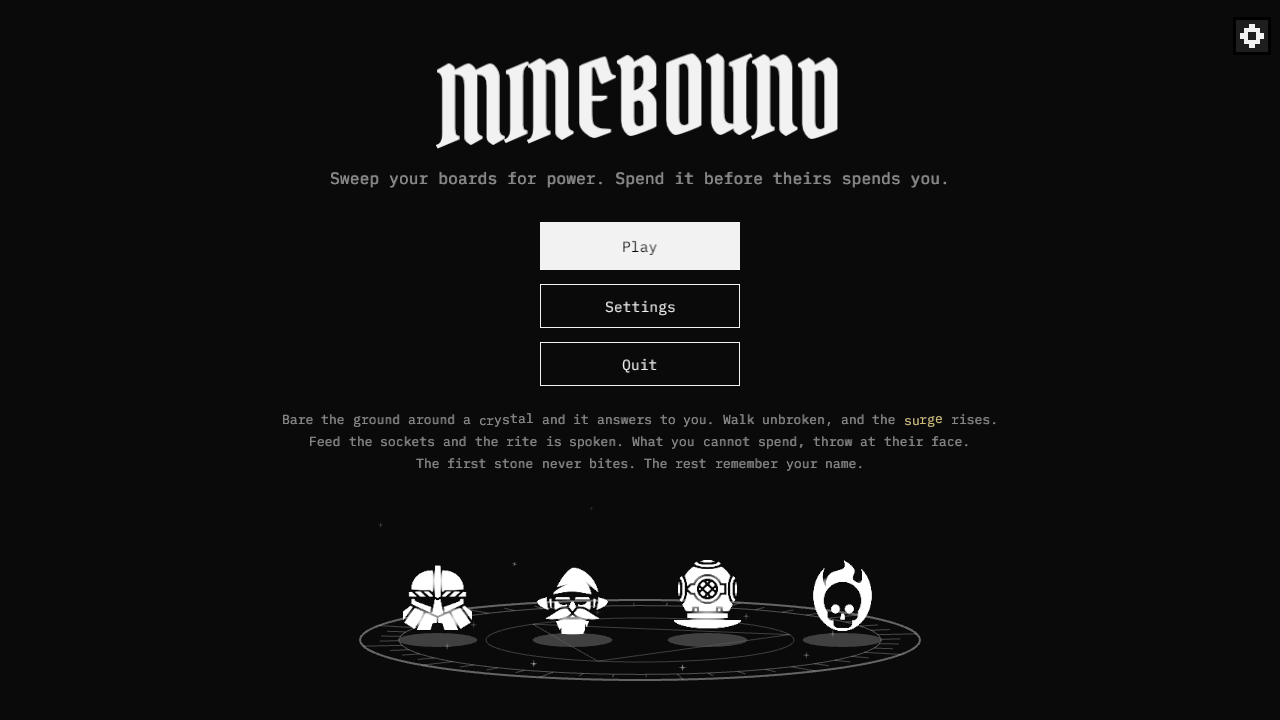 MINEBOUND
Sweep your boards for power. Spend it before theirs spends you.
Play
Settings
Quit
Bare the ground around a crystal and it answers to you. Walk unbroken, and the surge rises.
Feed the sockets and the rite is spoken. What you cannot spend, throw at their face.
The first stone never bites. The rest remember your name.